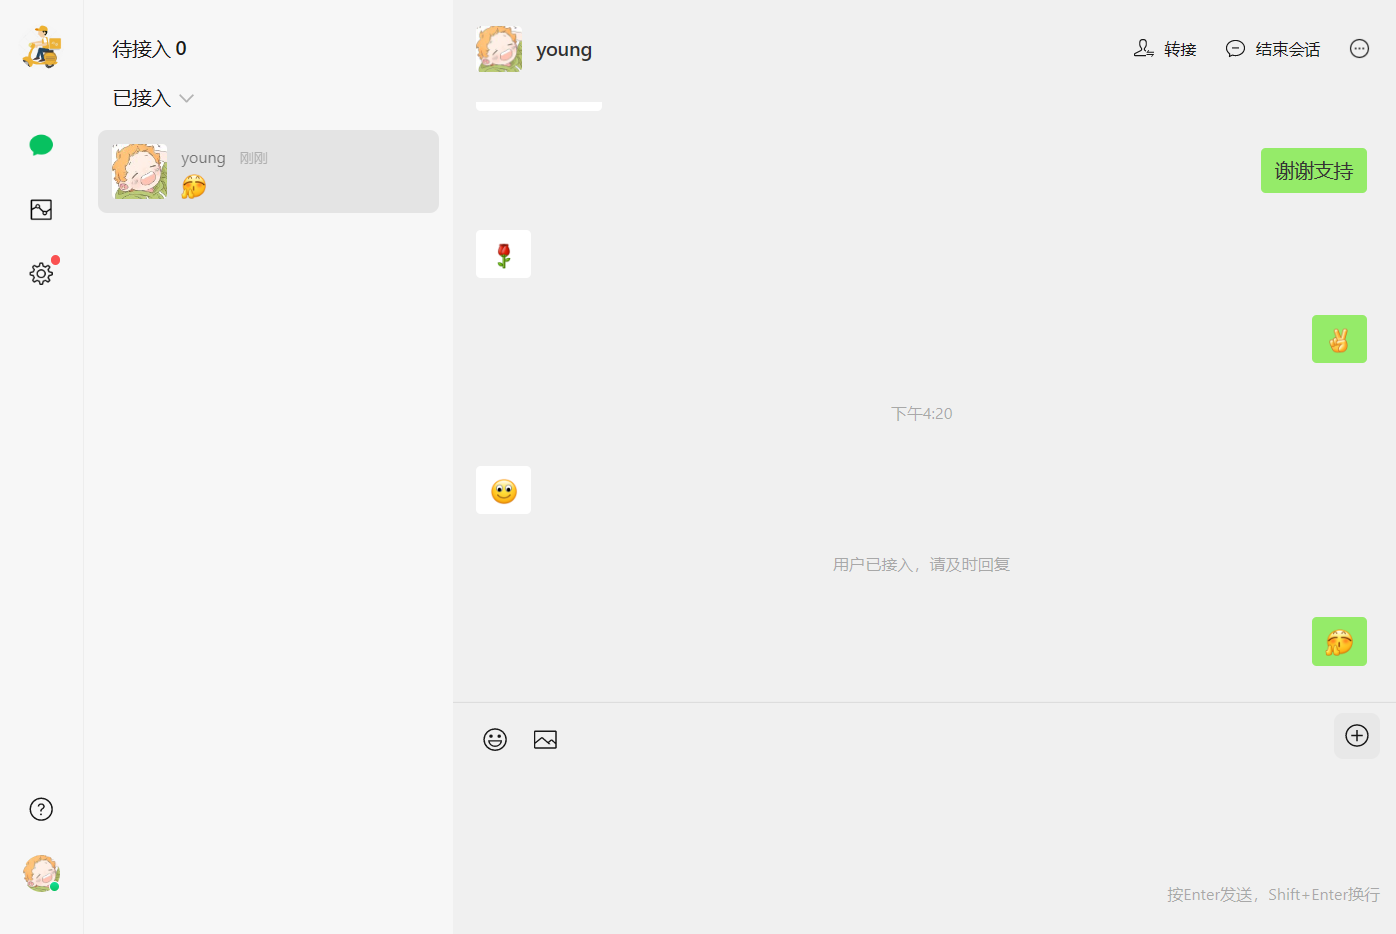 待接入 0
已接入
young 刚刚
young
转接
结束会话
谢谢支持
下午4:20
用户已接入，请及时回复
按Enter发送，Shift+Enter换行